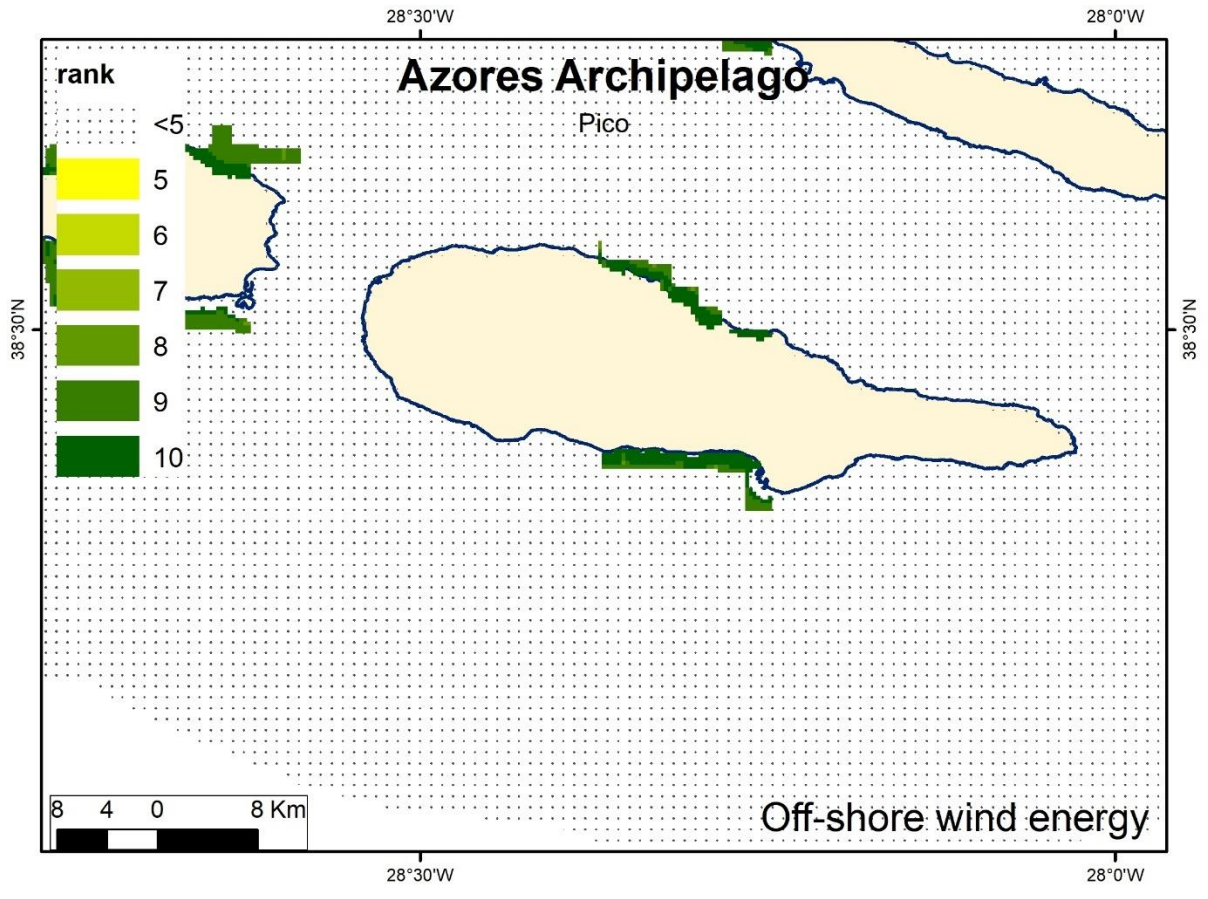 28°30'W 28°0'W
Azores Archipelago
rank
Pico
<5
5
6
7
8
9
10
38°30'N 38°30'N
8 4 0 8 Km
Off-shore wind energy
28°30'W 28°0'W